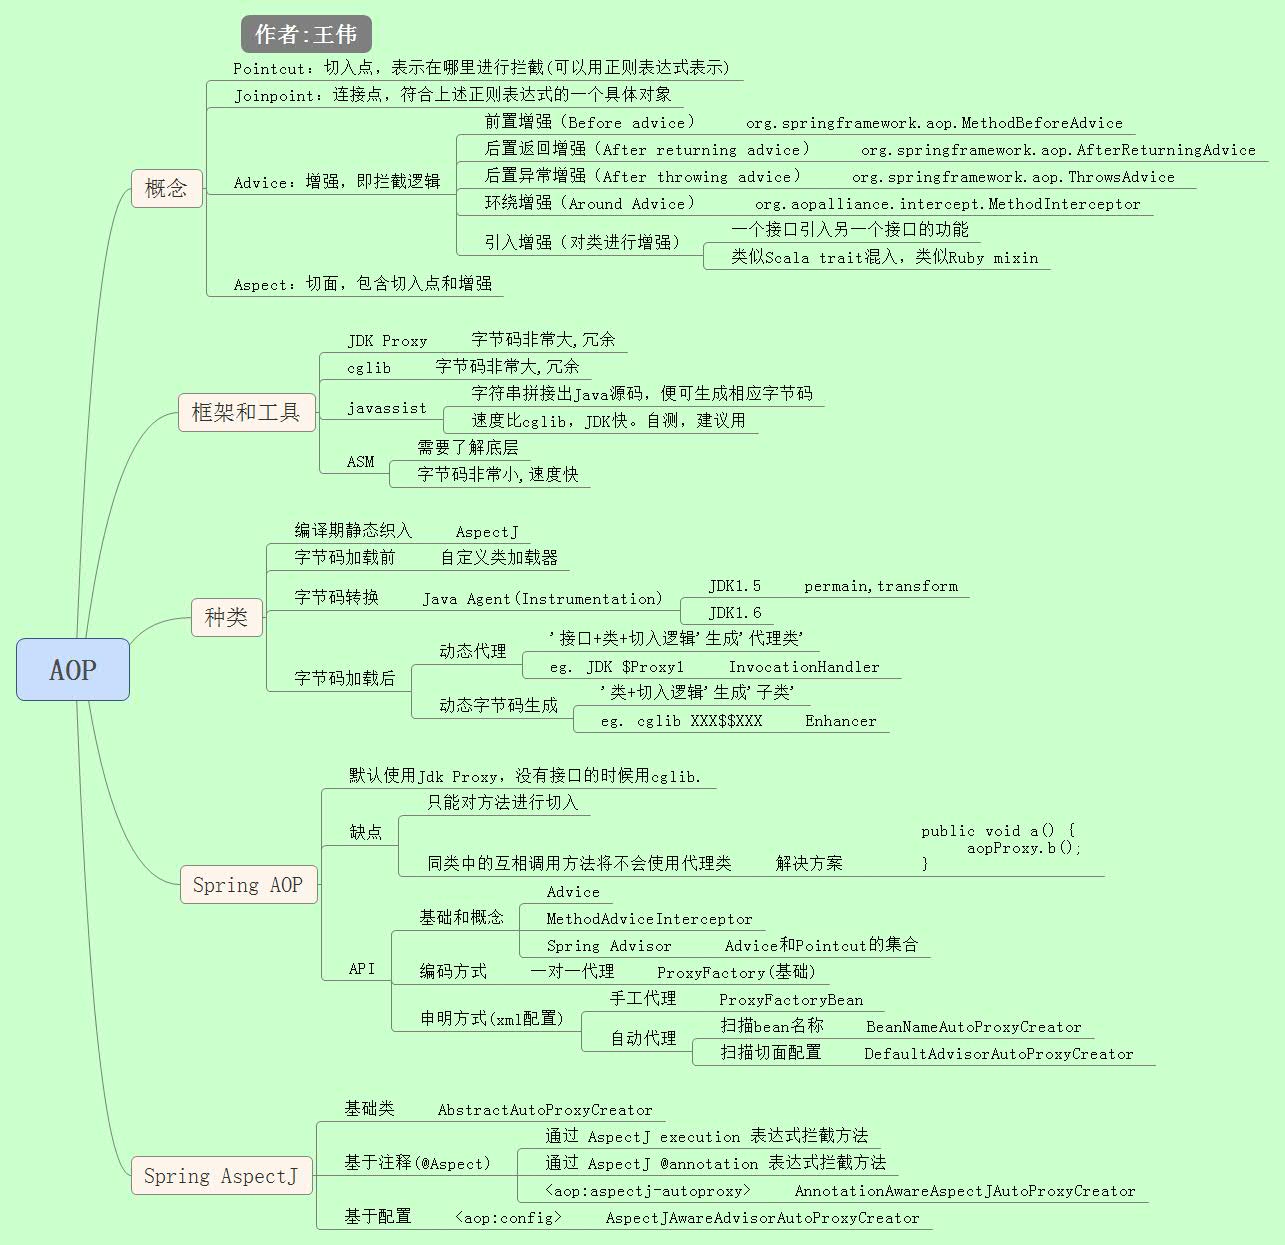 作者:王伟
AOP
概念
Pointcut: 切入点，表示在哪里进行拦截(可以用正则表达式表示)
Joinpoint: 连接点，符合上述正则表达式的一个具体对象
Advice: 增强，即拦截逻辑
前置增强（Before advice） org.springframework.aop.MethodBeforeAdvice
后置返回增强（After returning advice） org.springframework.aop.AfterReturningAdvice
后置异常增强（After throwing advice） org.springframework.aop.ThrowsAdvice
环绕增强（Around Advice） org.aopalliance.intercept.MethodInterceptor
引入增强（对类进行增强）
一个接口引入另一个接口的功能
类似Scala trait混入，类似Ruby mixin
Aspect: 切面，包含切入点和增强
框架和工具
JDK Proxy 字节码非常大,冗余
cglib 字节码非常大,冗余
javassist
字符串拼接出Java源码，便可生成相应字节码
速度比cglib，JDK快。自测，建议用
ASM
需要了解底层
字节码非常小,速度快
种类
编译期静态织入 AspectJ
字节码加载前 自定义类加载器
字节码转换 Java Agent(Instrumentation)
JDK1.5 permain,transform
JDK1.6
字节码加载后
动态代理
'接口+类+切入逻辑'生成'代理类'
eg. JDK $Proxy1 InvocationHandler
动态字节码生成
'类+切入逻辑'生成'子类'
eg. cglib XXX$$XXX Enhancer
Spring AOP
默认使用Jdk Proxy，没有接口的时候用cglib.
缺点
只能对方法进行切入
同类中的互相调用方法将不会使用代理类 解决方案
public void a() {
aopProxy.b();
}
API
基础和概念
Advice
MethodAdviceInterceptor
Spring Advisor Advice和Pointcut的集合
编码方式 一对一代理 ProxyFactory(基础)
申明方式(xml配置)
手工代理 ProxyFactoryBean
自动代理
扫描bean名称 BeanNameAutoProxyCreator
扫描切面配置 DefaultAdvisorAutoProxyCreator
Spring AspectJ
基础类 AbstractAutoProxyCreator
基于注释(@Aspect)
通过 AspectJ execution 表达式拦截方法
通过 AspectJ @annotation 表达式拦截方法
<aop:aspectj-autoproxy> AnnotationAwareAspectJAutoProxyCreator
基于配置 <aop:config> AspectJAwareAdvisorAutoProxyCreator